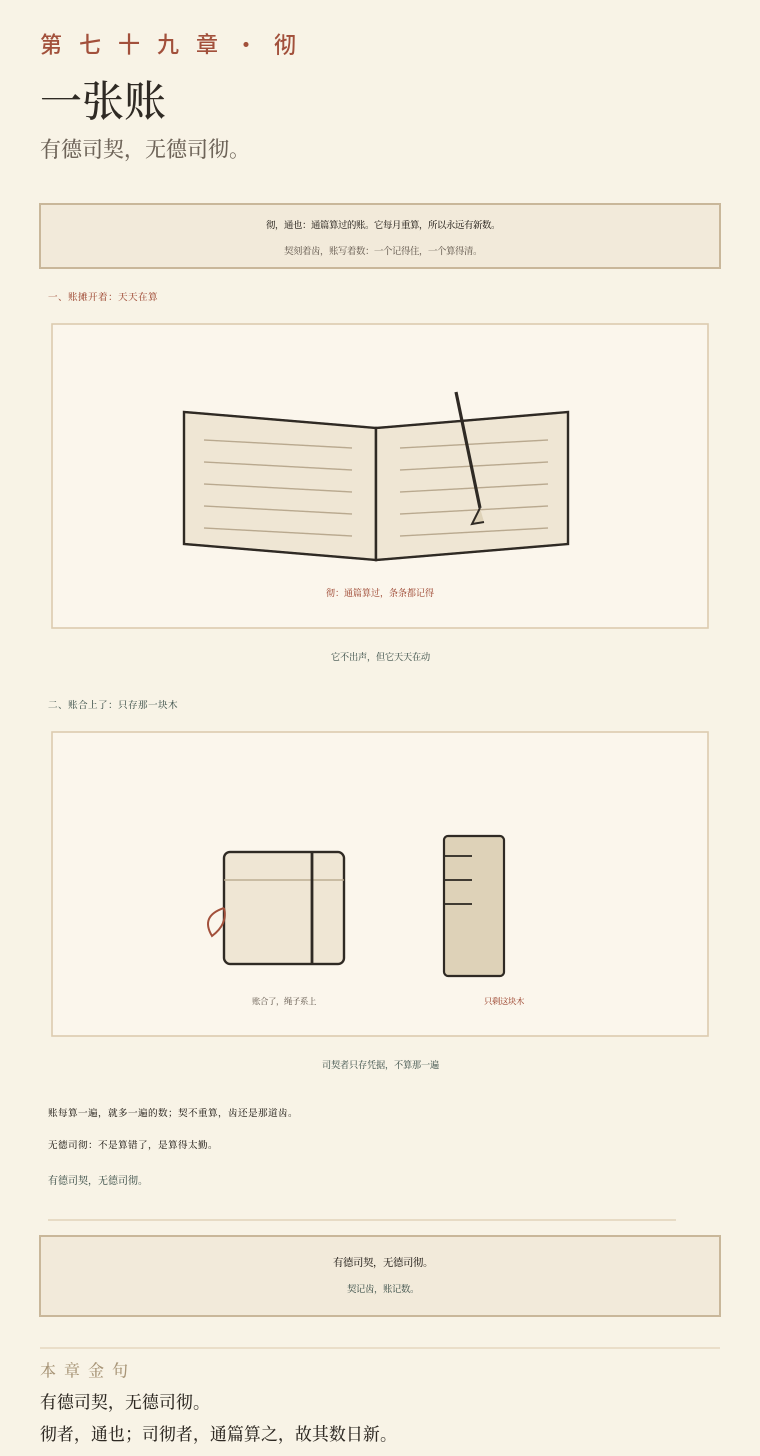 第七十九章·彻
一张账
有德司契，无德司彻。
彻，通也：通篇算过的账。它每月重算，所以永远有新数。
契刻着齿，账写着数：一个记得住，一个算得清。
一、账摊开着：天天在算
彻：通篇算过，条条都记得
它不出声，但它天天在动
二、账合上了：只存那一块木
账合了，绳子系上
只剩这块木
司契者只存凭据，不算那一遍
账每算一遍，就多一遍的数；契不重算，齿还是那道齿。
无德司彻：不是算错了，是算得太勤。
有德司契，无德司彻。
有德司契，无德司彻。
契记齿，账记数。
本章金句
有德司契，无德司彻。
彻者，通也；司彻者，通篇算之，故其数日新。